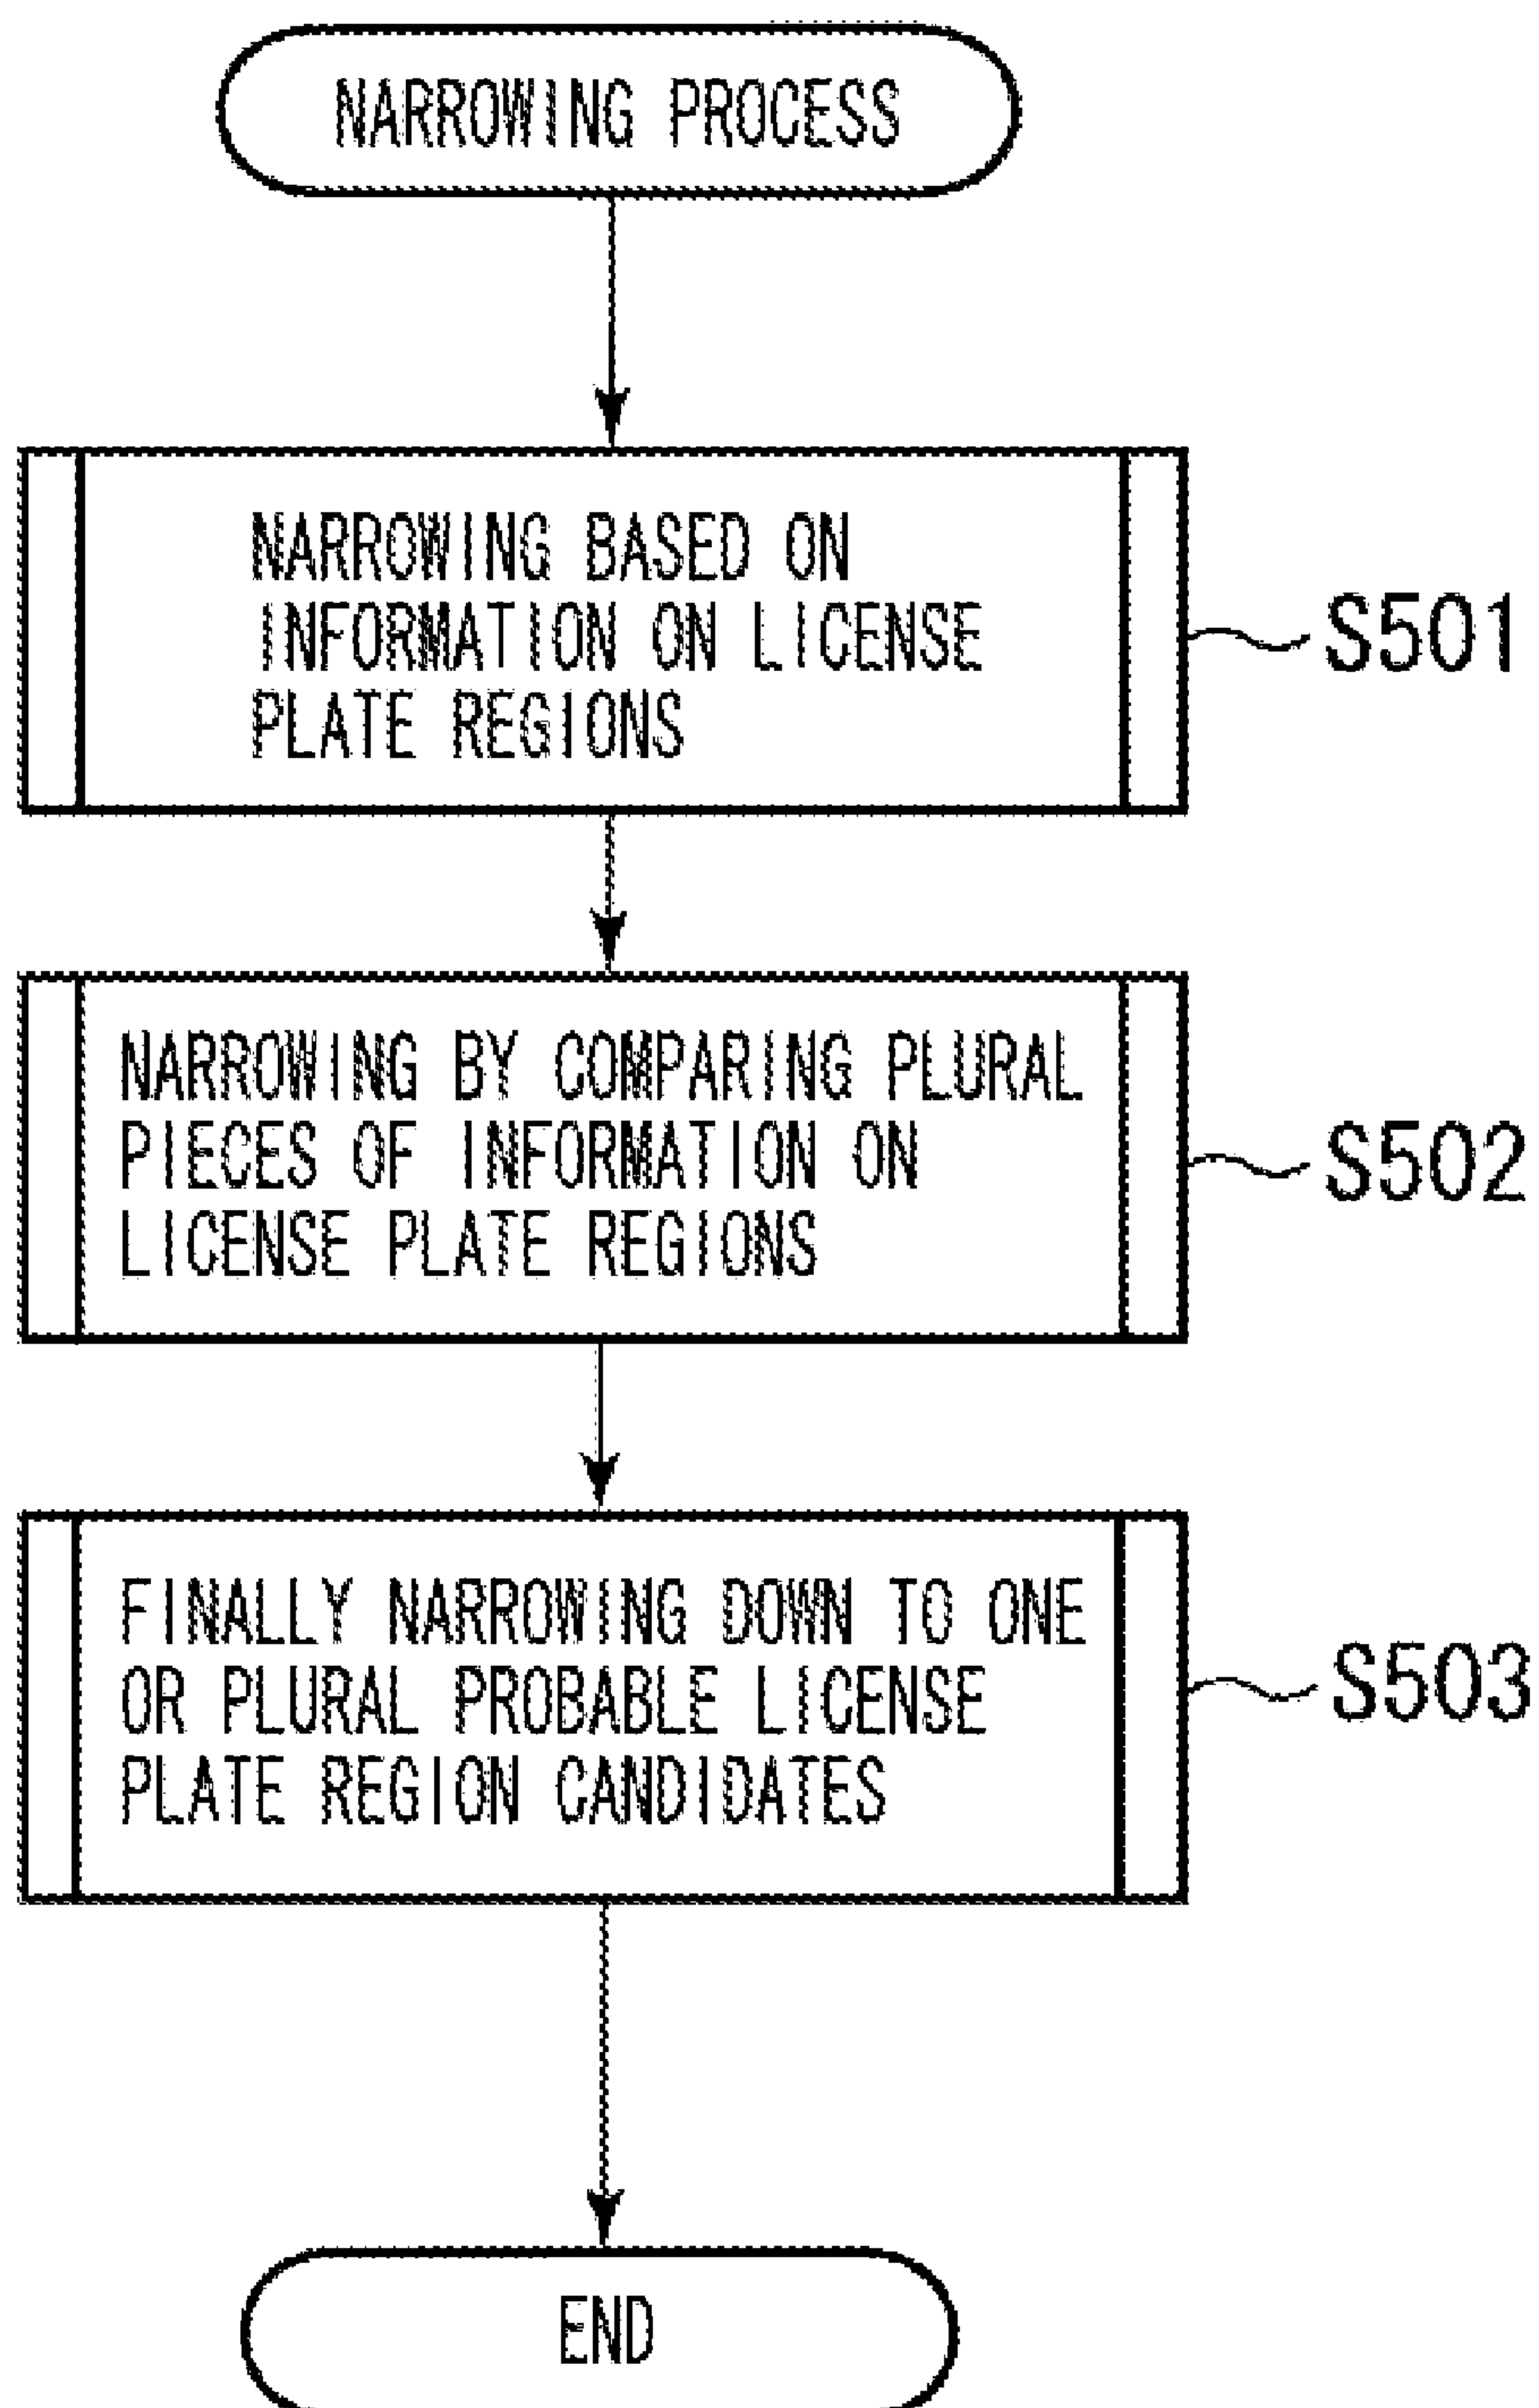 NARROWING PROCESS
NARROWING BASED ON
INFORMATION ON LICENSE
PLATE REGIONS
S501
NARROWING BY COMPARING PLURAL
PIECES OF INFORMATION ON
LICENSE PLATE REGIONS
S502
FINALLY NARROWING DOWN TO ONE
OR PLURAL PROBABLE LICENSE
PLATE REGION CANDIDATES
S503
END